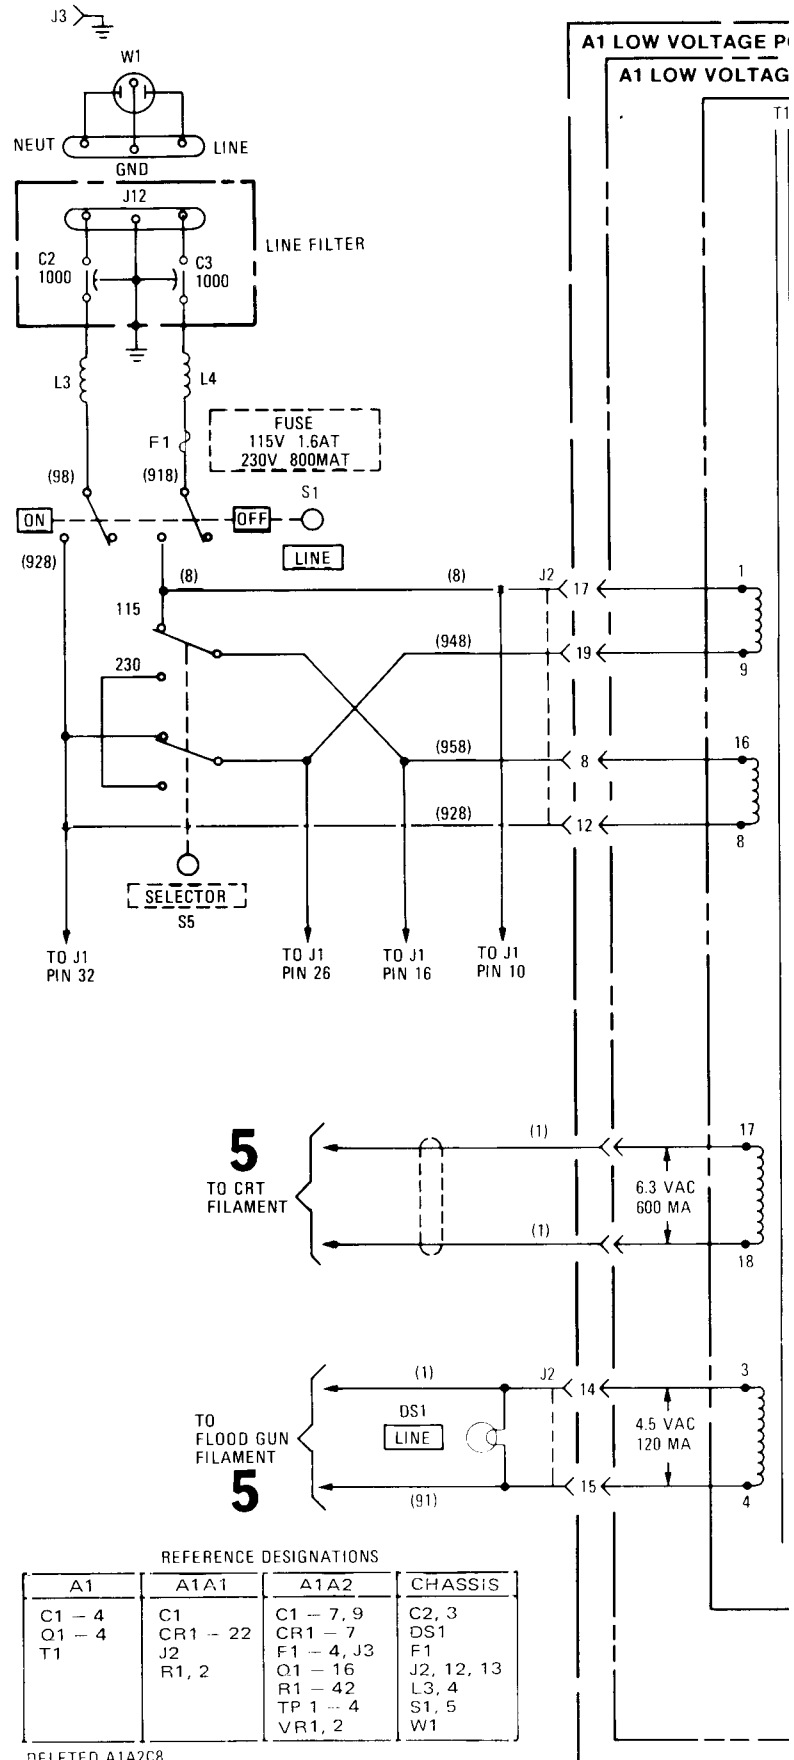 J3
W1
NEUT
LINE
GND
J12
LINE FILTER
C2
1000
C3
1000
L3
L4
F1
FUSE
115V 1.6AT
230V 800MAT
(98)
(918)
S1
ON
OFF
LINE
(928)
(8)
(8)
J2
17
1
115
(948)
19
9
230
(958)
8
16
(928)
12
8
SELECTOR
S5
TO J1
PIN 32
TO J1
PIN 26
TO J1
PIN 16
TO J1
PIN 10
A1 LOW VOLTAGE P
A1 LOW VOLTAG
T1
5
TO CRT
FILAMENT
(1)
17
6.3 VAC
600 MA
(1)
18
(1)
J2
14
3
TO
FLOOD GUN
FILAMENT
5
DS1
LINE
4.5 VAC
120 MA
(91)
15
4
REFERENCE DESIGNATIONS
A1 A1A1 A1A2 CHASSIS
C1 – 4 C1 C1 – 7, 9 C2, 3
Q1 – 4 CR1 – 22 CR1 – 7 DS1
T1 J2 F1 – 4, J3 F1
R1, 2 Q1 – 16 J2, 12, 13
R1 – 42 L3, 4
TP 1 – 4 S1, 5
VR1, 2 W1
DELETED A1A2C8